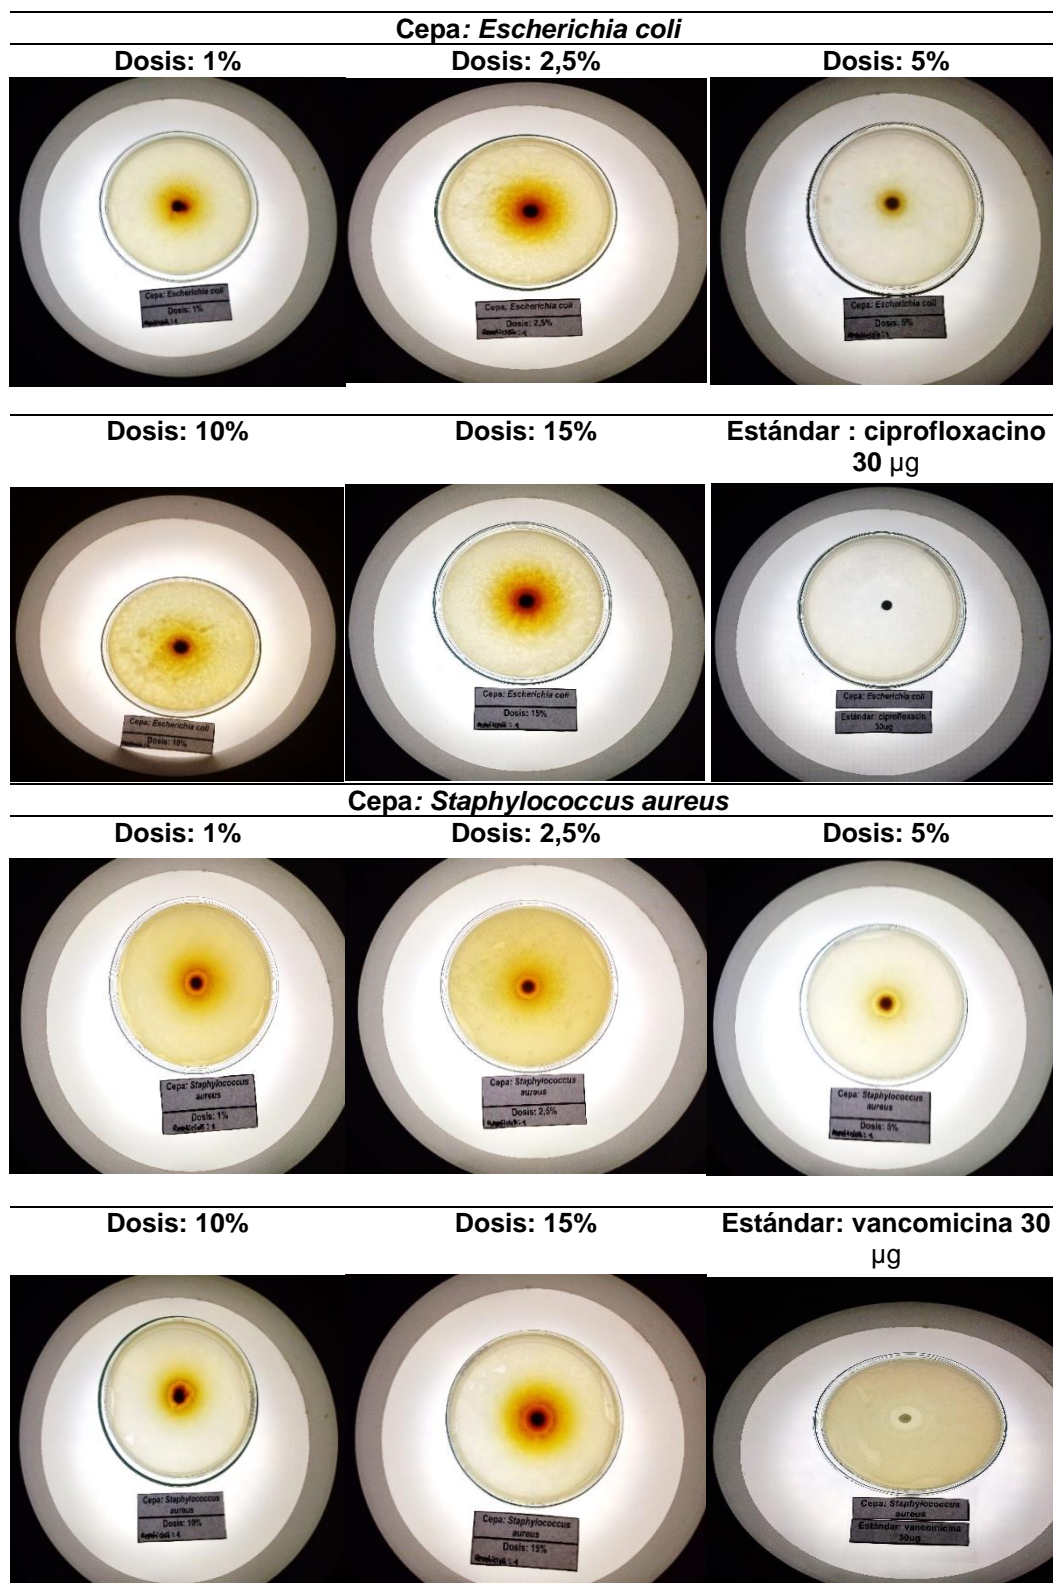 Cepa: Escherichia coli
Dosis: 1% Dosis: 2,5% Dosis: 5%
Cepa: Escherichia coli
Dosis: 1%
Cepa: Escherichia coli
Dosis: 2,5%
Cepa: Escherichia coli
Dosis: 5%
Dosis: 10% Dosis: 15% Estándar : ciprofloxacino
30 µg
Cepa: Escherichia coli
Dosis: 10%
Cepa: Escherichia coli
Dosis: 15%
Cepa: Escherichia coli
Estándar: ciprofloxacin
30ug
Cepa: Staphylococcus aureus
Dosis: 1% Dosis: 2,5% Dosis: 5%
Cepa: Staphylococcus
aureus
Dosis: 1%
Cepa: Staphylococcus
aureus
Dosis: 2,5%
Cepa: Staphylococcus
aureus
Dosis: 5%
Dosis: 10% Dosis: 15% Estándar: vancomicina 30
µg
Cepa: Staphylococcus
aureus
Dosis: 10%
Cepa: Staphylococcus
aureus
Dosis: 15%
Cepa: Staphylococcus
aureus
Estándar: vancomicina
30ug